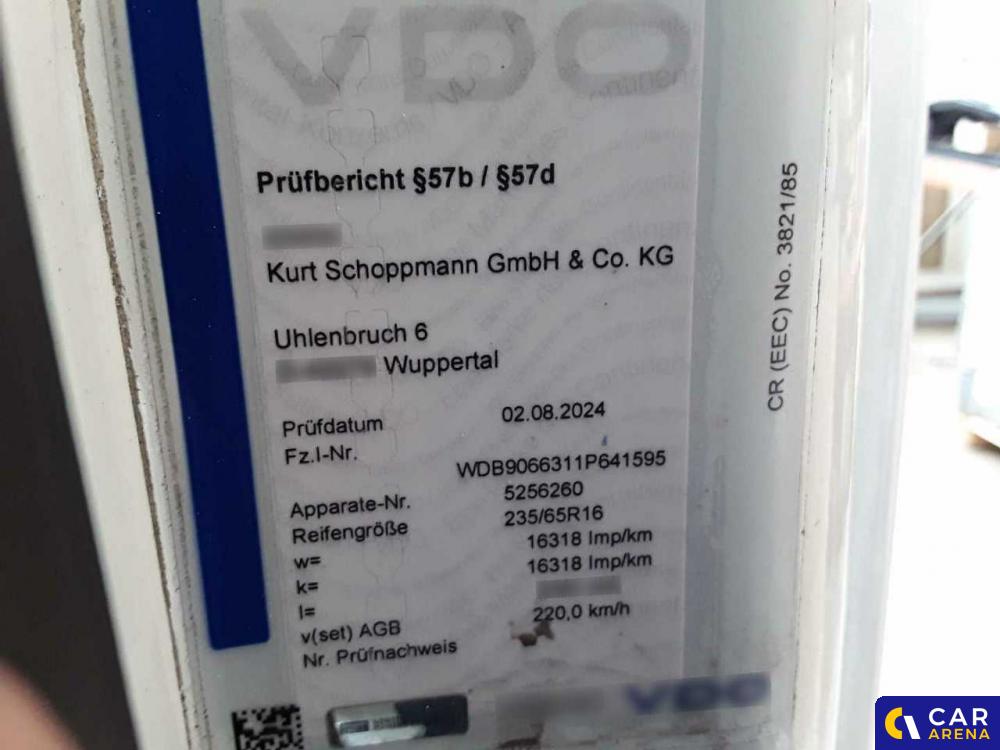 VDO
Prüfbericht §57b / §57d
Kurt Schoppmann GmbH & Co. KG
Uhlenbruch 6
Wuppertal
Prüfdatum 02.08.2024
Fz.I-Nr. WDB9066311P641595
Apparate-Nr. 5256260
Reifengröße 235/65R16
w= 16318 Imp/km
k= 16318 Imp/km
l=
v(set) AGB 220,0 km/h
Nr. Prüfnachweis
VDO
CR (EEC) No. 3821/85
CAR
ARENA